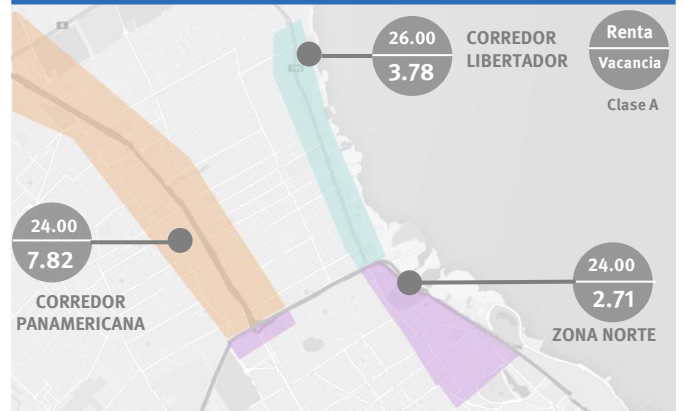 26.00
3.78
CORREDOR
LIBERTADOR
Renta
Vacancia
Clase A
24.00
7.82
CORREDOR
PANAMERICANA
24.00
2.71
ZONA NORTE